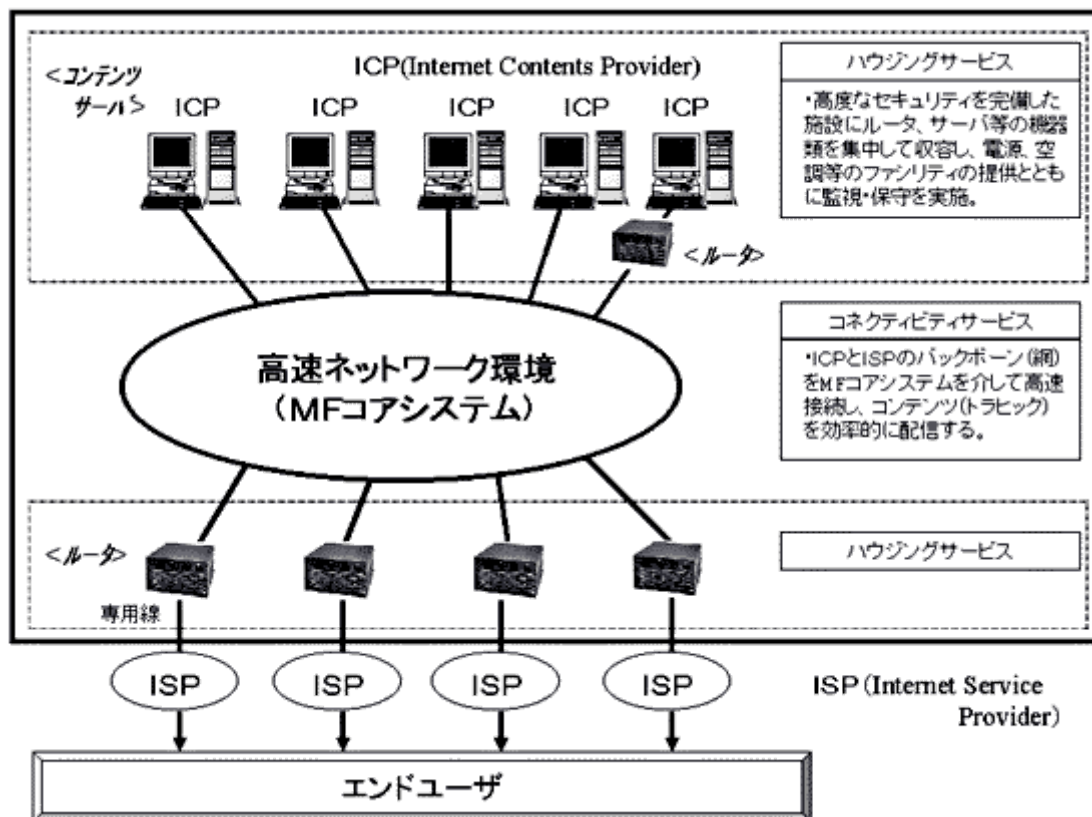 ICP(Internet Contents Provider)
<コンテンツ
サーバ>
ICP
ICP
ICP
ICP
ICP
<ルータ>
ハウジングサービス
・高度なセキュリティを完備した
施設にルータ、サーバ等の機器
類を集中して収容し、電源、空
調等のファシリティの提供ととも
に監視・保守を実施。
高速ネットワーク環境
(MFコアシステム)
コネクティビティサービス
・ICPとISPのバックボーン(網)
をMFコアシステムを介して高速
接続し、コンテンツ(トラヒック)
を効率的に配信する。
<ルータ>
専用線
ハウジングサービス
ISP
ISP
ISP
ISP
ISP(Internet Service
Provider)
エンドユーザ